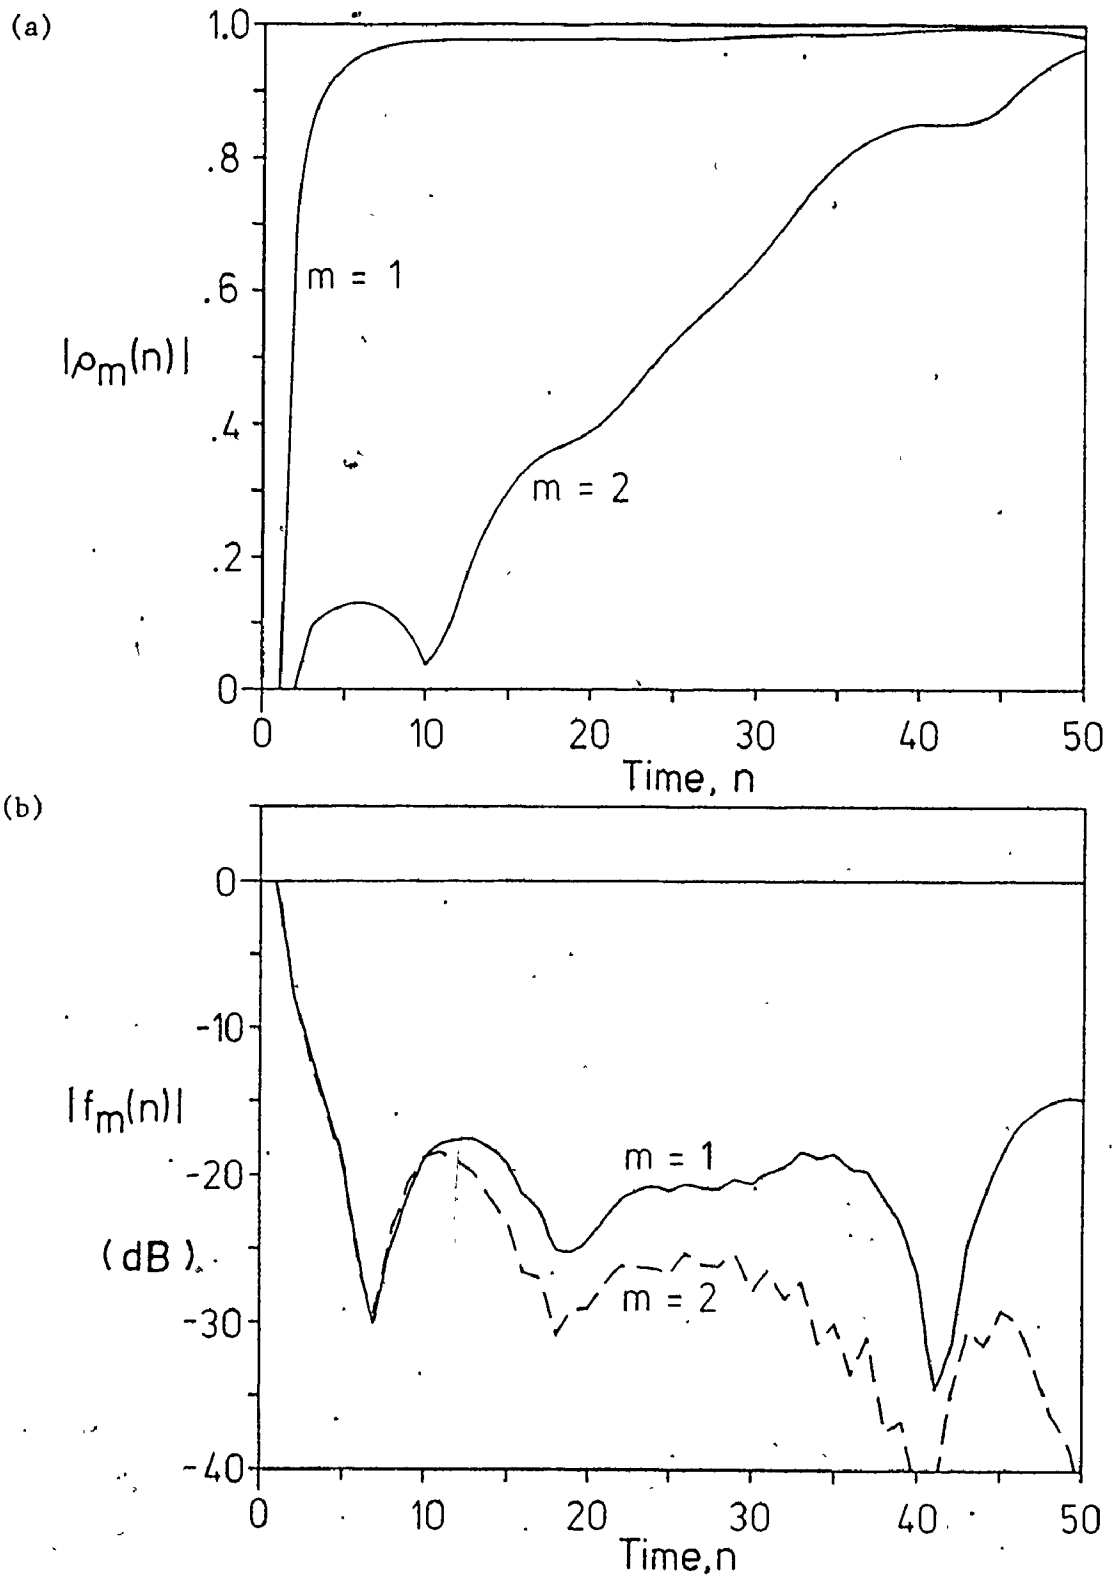 (a)
1.0
.8
.6
.4
.2
0
|ρm(n)|
m = 1
m = 2
0 10 20 30 40 50
Time, n
(b)
0
-10
-20
-30
-40
|fm(n)|
(dB)
m = 1
m = 2
0 10 20 30 40 50
Time,n